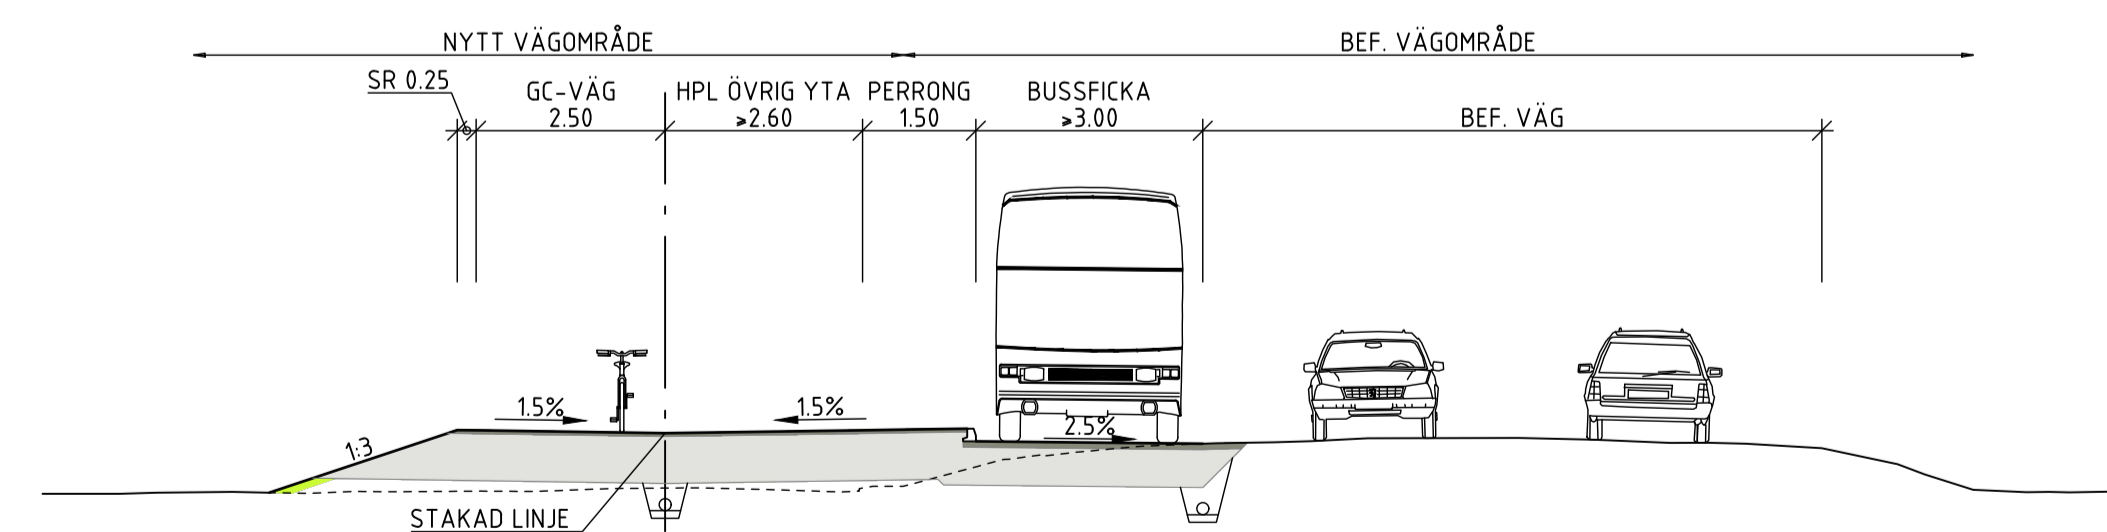 NYTT VÄGOMRÅDE
BEF. VÄGOMRÅDE
SR 0.25
GC-VÄG
2.50
HPL ÖVRIG YTA
≥2.60
PERRONG
1.50
BUSSFICKA
≥3.00
BEF. VÄG
1.5%
1.5%
2.5%
1:3
STAKAD LINJE